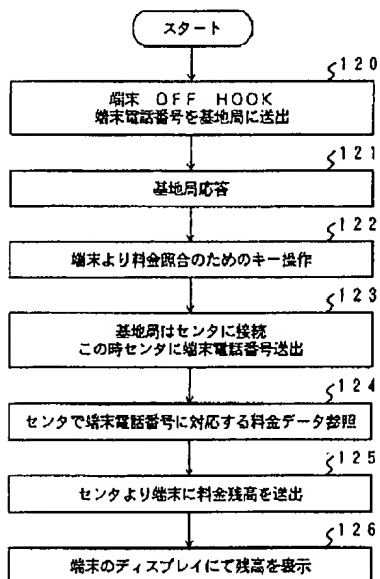 スタート
120
端末 OFF HOOK
端末電話番号を基地局に送出
121
基地局応答
122
端末より料金照合のためのキー操作
123
基地局はセンタに接続
この時センタに端末電話番号送出
124
センタで端末電話番号に対応する料金データ参照
125
センタより端末に料金残高を送出
126
端末のディスプレイにて残高を表示